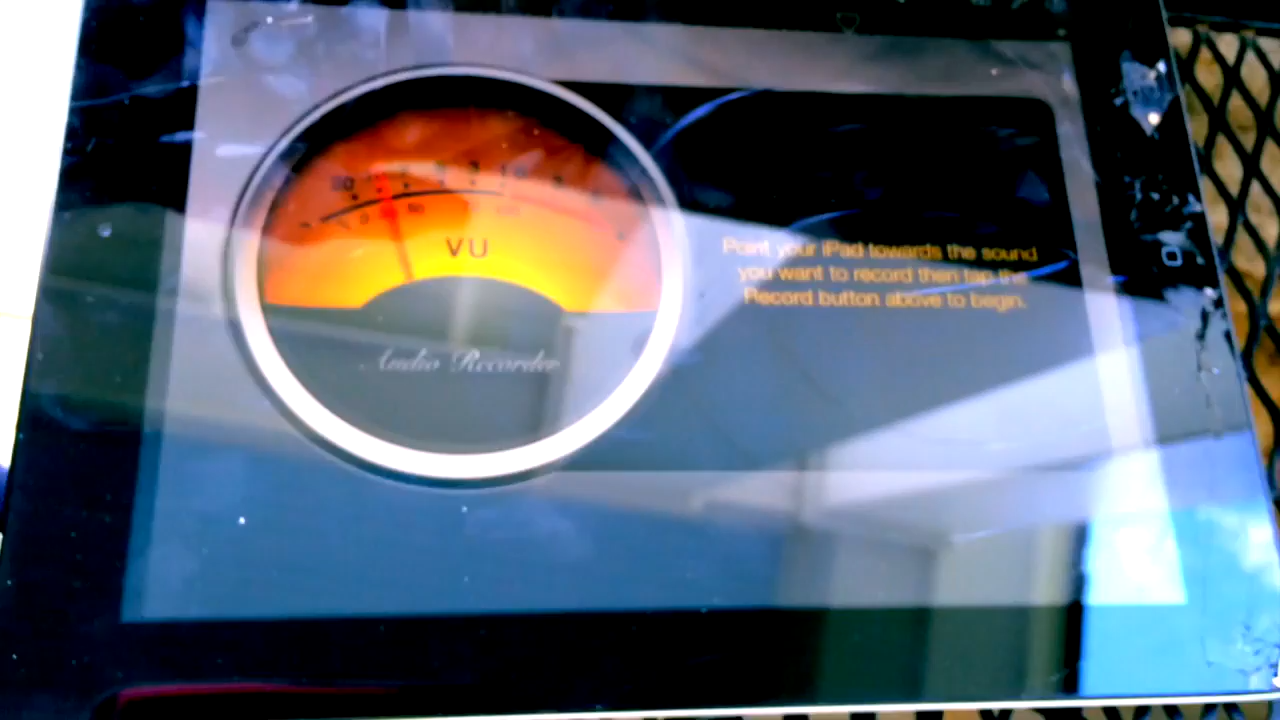 VU
Audio Recorder
Point your iPad towards the sound
you want to record then tap the
Record button above to begin.